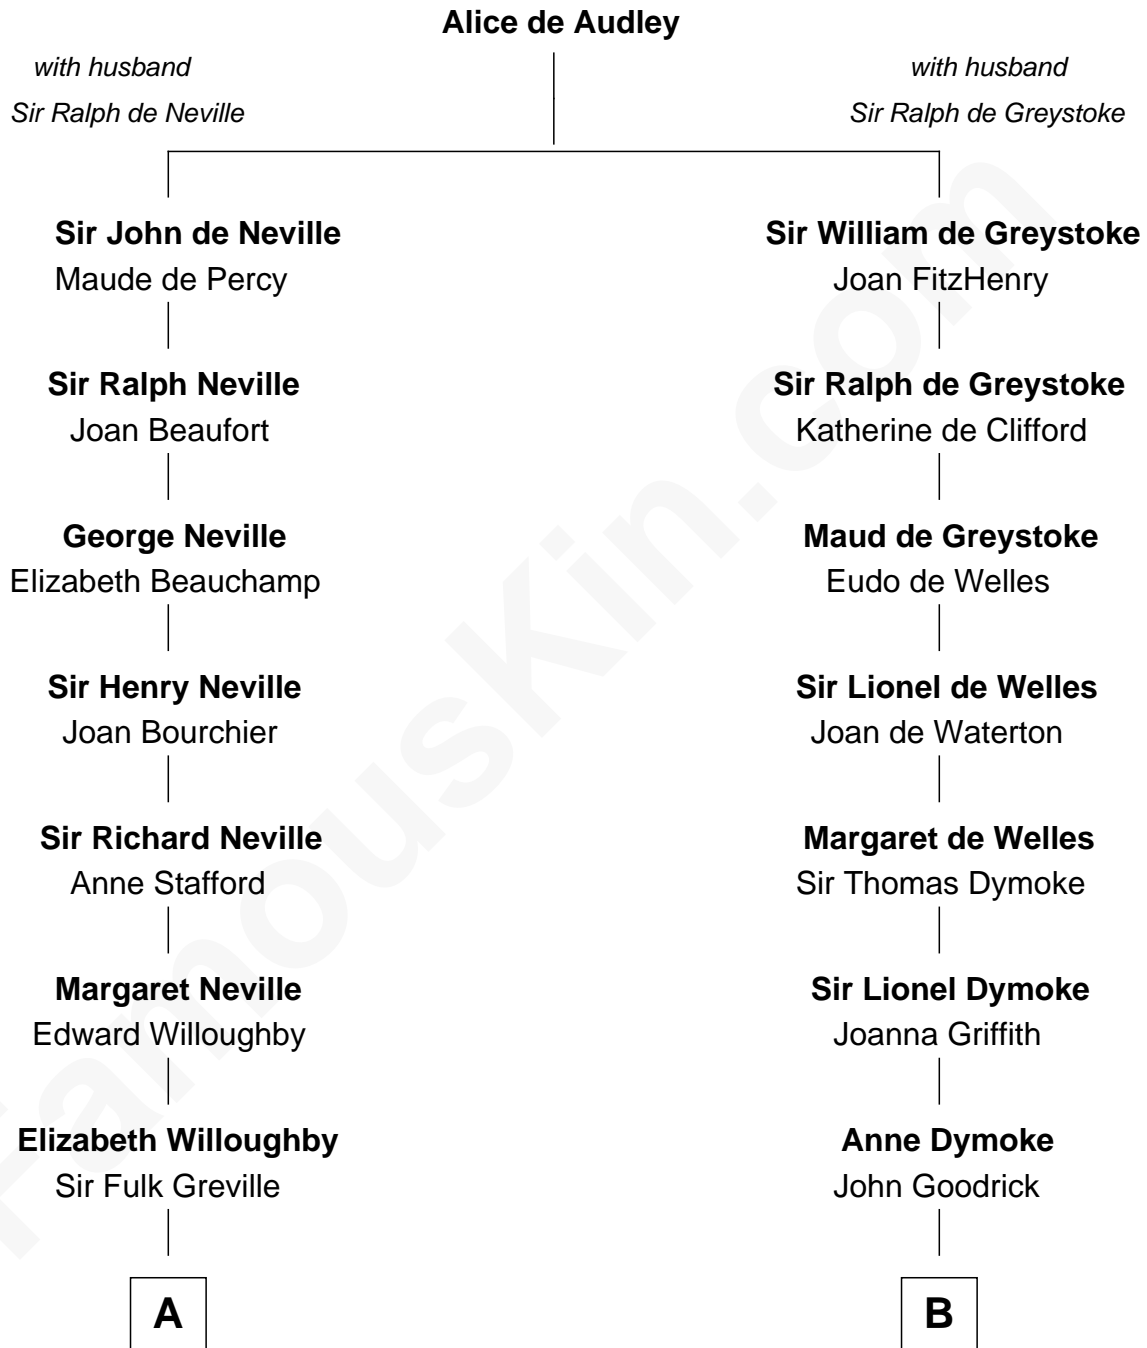 Alice de Audley
with husband
Sir Ralph de Neville
with husband
Sir Ralph de Greystoke
Sir John de Neville
Maude de Percy
Sir William de Greystoke
Joan FitzHenry
Sir Ralph Neville
Joan Beaufort
Sir Ralph de Greystoke
Katherine de Clifford
George Neville
Elizabeth Beauchamp
Maud de Greystoke
Eudo de Welles
Sir Henry Neville
Joan Bourchier
Sir Lionel de Welles
Joan de Waterton
Sir Richard Neville
Anne Stafford
Margaret de Welles
Sir Thomas Dymoke
Margaret Neville
Edward Willoughby
Sir Lionel Dymoke
Joanna Griffith
Elizabeth Willoughby
Sir Fulk Greville
Anne Dymoke
John Goodrick
A
B
FamousKin.com